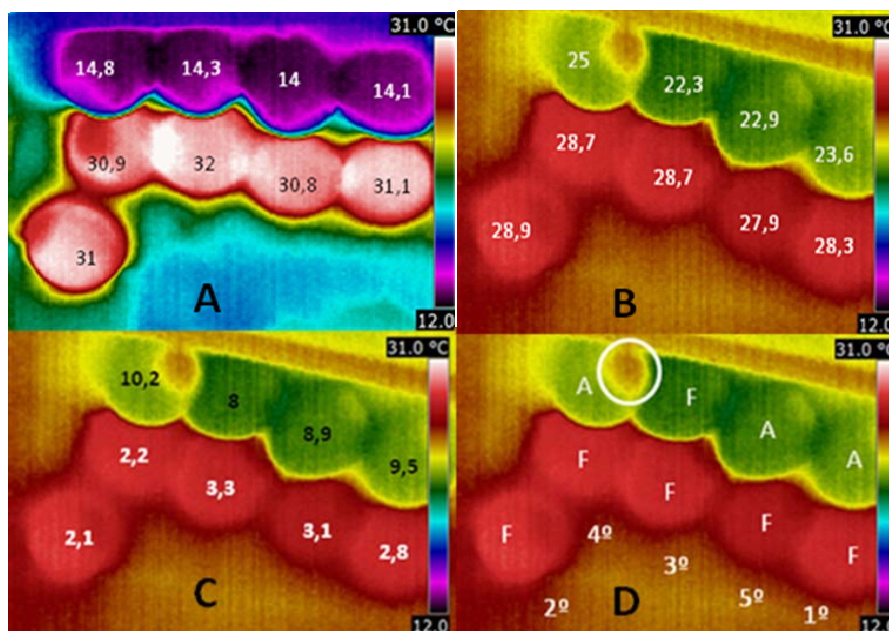 31.0 °C
14,8 14,3 14 14,1
30,9 32 30,8 31,1
31
A
12.0
31.0 °C
25 22,3 22,9 23,6
28,7 28,7
28,9 27,9 28,3
B
12.0
10,2 8 8,9 9,5
2,2 3,3
2,1 3,1 2,8
C
12.0
31.0 °C
A F A A
F F
F F F
4º 3º
2º D 5º 1º
12.0
31.0 °C